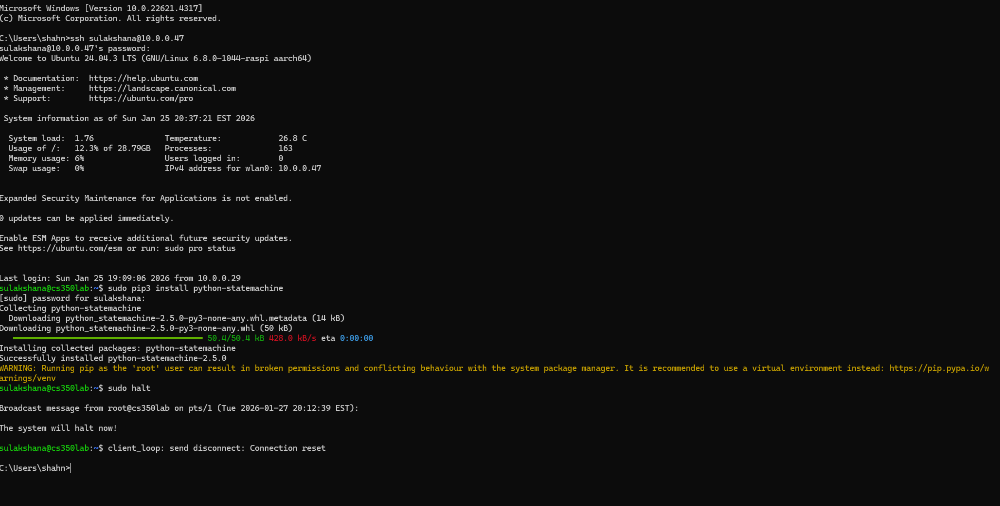 Microsoft Windows [Version 10.0.22621.4317]
(c) Microsoft Corporation. All rights reserved.
C:\Users\shahn>ssh sulakshana@10.0.0.47
sulakshana@10.0.0.47's password:
Welcome to Ubuntu 24.04.3 LTS (GNU/Linux 6.8.0-1044-raspi aarch64)
* Documentation:  https://help.ubuntu.com
* Management:     https://landscape.canonical.com
* Support:        https://ubuntu.com/pro
System information as of Sun Jan 25 20:37:21 EST 2026
System load:  1.76               Temperature:            26.8 C
Usage of /:   12.3% of 28.79GB   Processes:              163
Memory usage: 6%                 Users logged in:        0
Swap usage:   0%                 IPv4 address for wlan0: 10.0.0.47
Expanded Security Maintenance for Applications is not enabled.
0 updates can be applied immediately.
Enable ESM Apps to receive additional future security updates.
See https://ubuntu.com/esm or run: sudo pro status
Last login: Sun Jan 25 19:09:06 2026 from 10.0.0.29
sulakshana@cs350lab:~$ sudo pip3 install python-statemachine
[sudo] password for sulakshana:
Collecting python-statemachine
Downloading python_statemachine-2.5.0-py3-none-any.whl.metadata (14 kB)
Downloading python_statemachine-2.5.0-py3-none-any.whl (50 kB)
50.4/50.4 kB 428.0 kB/s eta 0:00:00
Installing collected packages: python-statemachine
Successfully installed python-statemachine-2.5.0
WARNING: Running pip as the 'root' user can result in broken permissions and conflicting behaviour with the system package manager. It is recommended to use a virtual environment instead: https://pip.pypa.io/w
arnings/venv
sulakshana@cs350lab:~$ sudo halt
Broadcast message from root@cs350lab on pts/1 (Tue 2026-01-27 20:12:39 EST):
The system will halt now!
sulakshana@cs350lab:~$ client_loop: send disconnect: Connection reset
C:\Users\shahn>